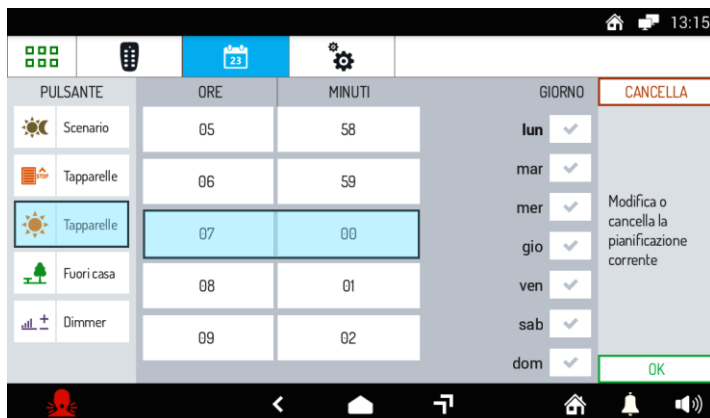 13:15
23
PULSANTE
ORE
MINUTI
GIORNO
CANCELLA
Scenario
Tapparelle
STOP
Tapparelle
Fuori casa
Dimmer
05
58
06
59
07
00
08
01
09
02
lun
mar
mer
gio
ven
sab
dom
Modifica o
cancella la
pianificazione
corrente
OK